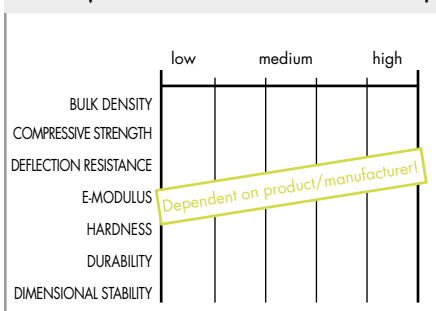 low medium high
BULK DENSITY
COMPRESSIVE STRENGTH
DEFLECTION RESISTANCE
Dependent on product/manufacturer!
E-MODULUS
HARDNESS
DURABILITY
DIMENSIONAL STABILITY